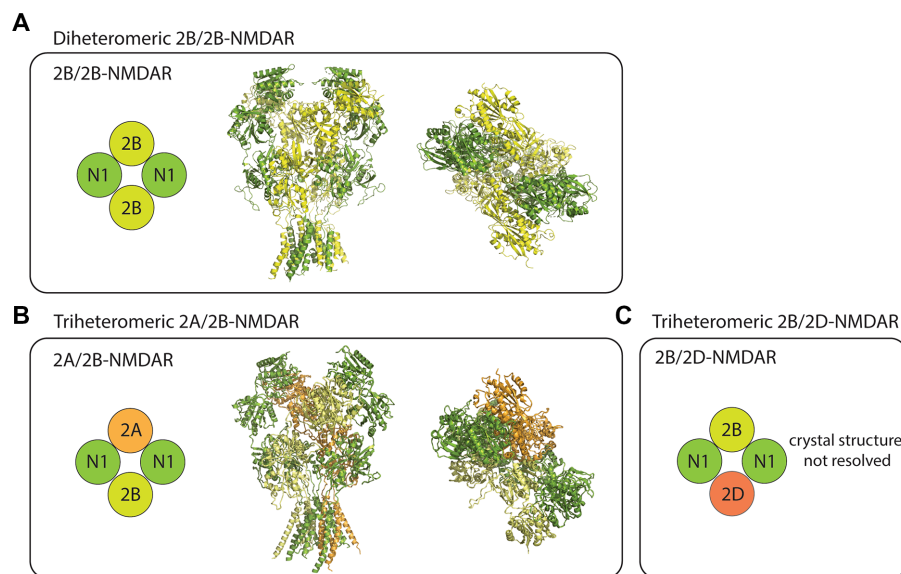 A
Diheteromeric 2B/2B-NMDAR
2B/2B-NMDAR
2B
N1 N1
2B
B
Triheteromeric 2A/2B-NMDAR
2A/2B-NMDAR
2A
N1 N1
2B
C
Triheteromeric 2B/2D-NMDAR
2B/2D-NMDAR
2B
N1 N1
2D
crystal structure
not resolved